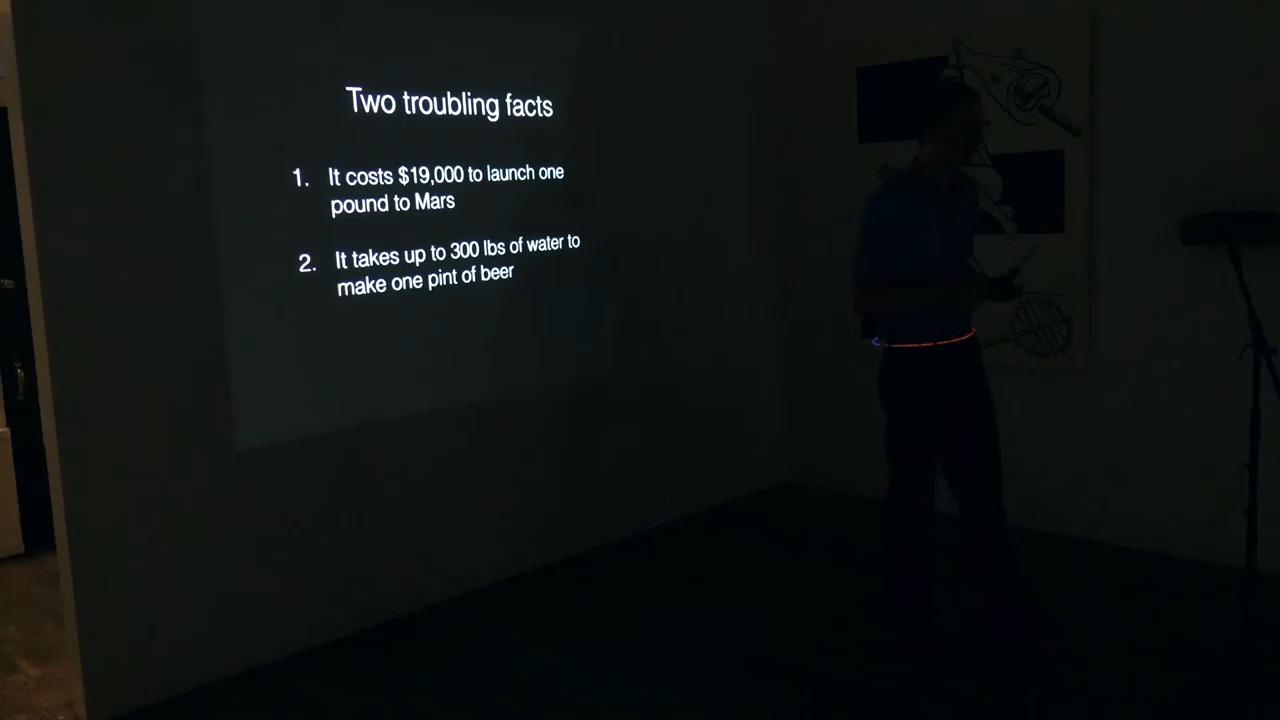 Two troubling facts
1. It costs $19,000 to launch one
pound to Mars
2. It takes up to 300 lbs of water to
make one pint of beer